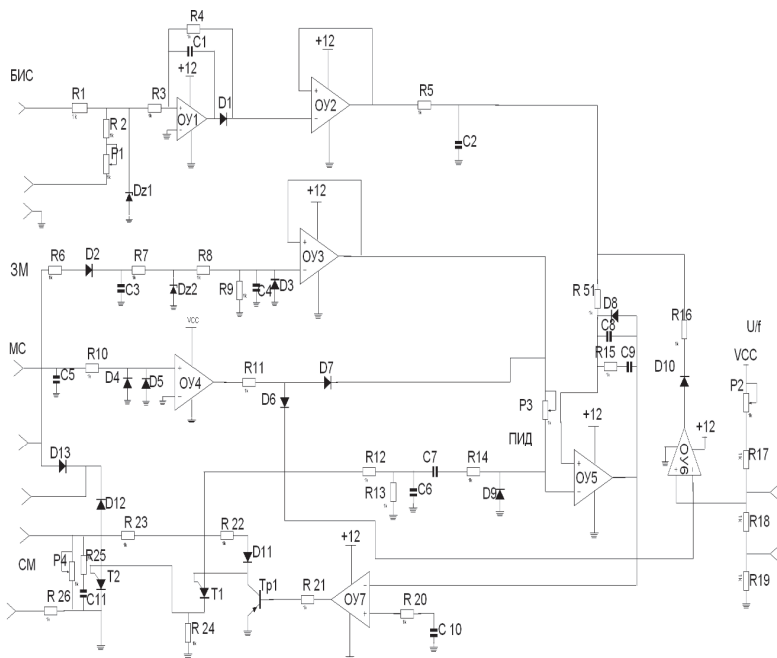 R4
C1
+12
+12
БИС
R1
R3
D1
ОУ2
R5
R 2
ОУ1
P1
C2
Dz1
+12
ЗМ
R6
D2
R7
R8
ОУ3
R9
C3
Dz2
C4
D3
R 51
D8
C8
R16
U/f
МС
R10
VCC
R15
C9
VCC
C5
D4
D5
ОУ4
R11
D7
D10
P2
D6
P3
+12
+12
ПИД
ОУ6
D13
R12
C7
R14
R17
ОУ5
R13
C6
D9
D12
R18
R 23
R 22
+12
P4
R25
D11
СМ
T2
T1
Tp1
R 21
ОУ7
R19
C11
R 20
R 26
R 24
C 10